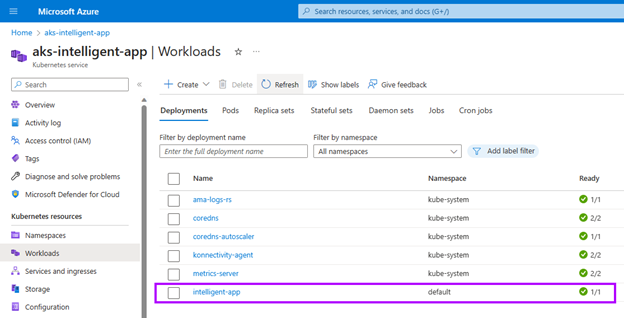 Microsoft Azure
Search resources, services, and docs (G+/)
Home > aks-intelligent-app
aks-intelligent-app | Workloads
Kubernetes service
Search
Overview
Activity log
Access control (IAM)
Tags
Diagnose and solve problems
Microsoft Defender for Cloud
Kubernetes resources
Namespaces
Workloads
Services and ingresses
Storage
Configuration
Create Delete Refresh Show labels Give feedback
Deployments Pods Replica sets Stateful sets Daemon sets Jobs Cron jobs
Filter by deployment name Filter by namespace
Enter the full deployment name All namespaces Add label filter
Name Namespace Ready
ama-logs-rs kube-system 1/1
coredns kube-system 2/2
coredns-autoscaler kube-system 1/1
konnectivity-agent kube-system 2/2
metrics-server kube-system 2/2
intelligent-app default 1/1